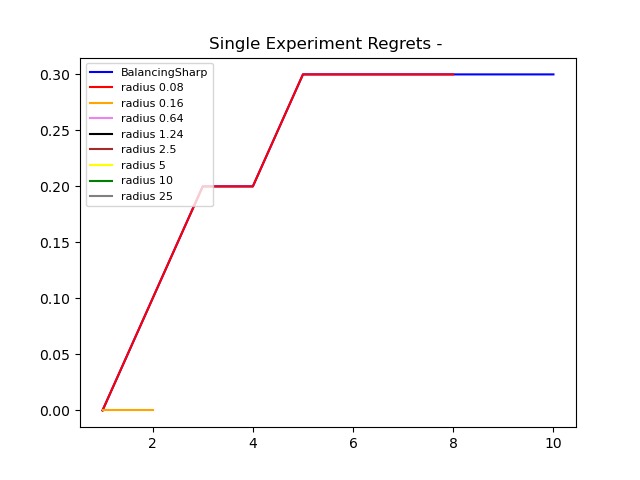 Single Experiment Regrets -
BalancingSharp
radius 0.08
radius 0.16
radius 0.64
radius 1.24
radius 2.5
radius 5
radius 10
radius 25
0.30
0.25
0.20
0.15
0.10
0.05
0.00
2 4 6 8 10